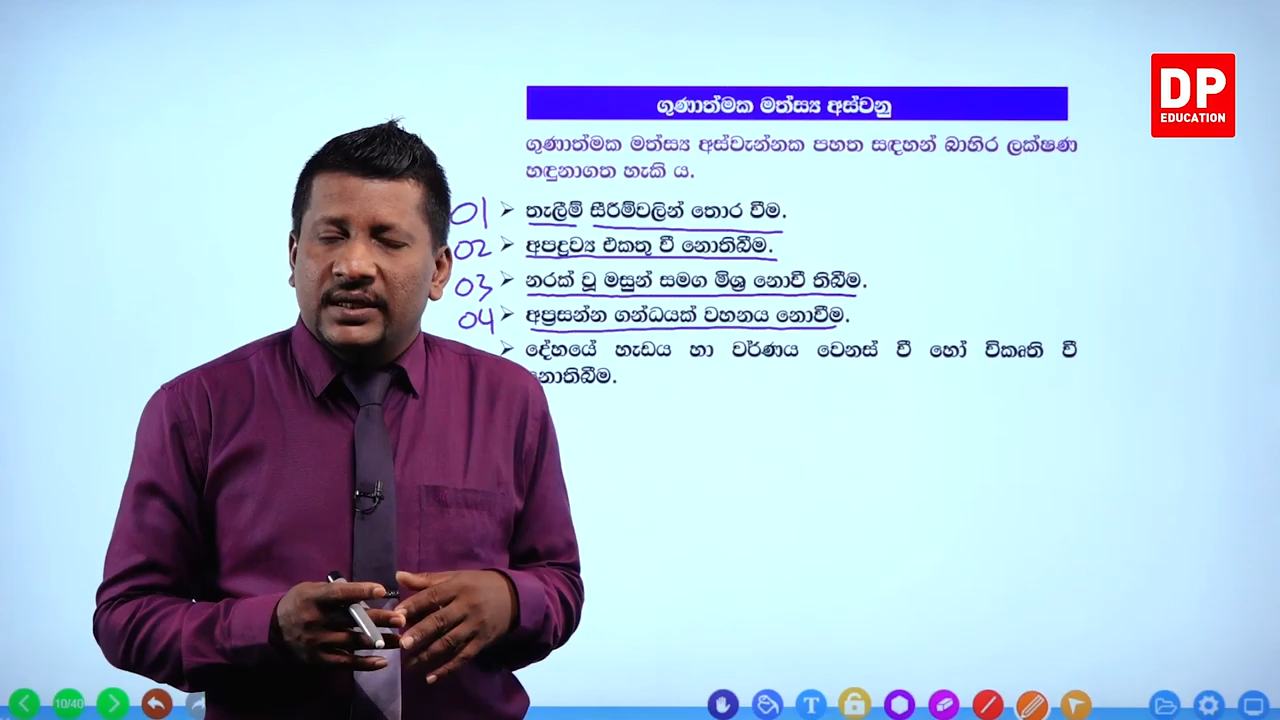 DP
EDUCATION
ගුණාත්මක මත්ස්‍ය අස්වනු
ගුණාත්මක මත්ස්‍ය අස්වැන්නක පහත සඳහන් බාහිර ලක්ෂණ
හඳුනාගත හැකි ය.
01 ➢ තැලීම් සීරීම්වලින් තොර වීම.
02 ➢ අපද්‍රව්‍ය එකතු වී නොතිබීම.
03 ➢ නරක් වූ මසුන් සමග මිශ්‍ර නොවී තිබීම.
04 ➢ අප්‍රසන්න ගන්ධයක් වහනය නොවීම.
➢ දේහයේ හැඩය හා වර්ණය වෙනස් වී හෝ විකෘති වී
නොතිබීම.
10/40